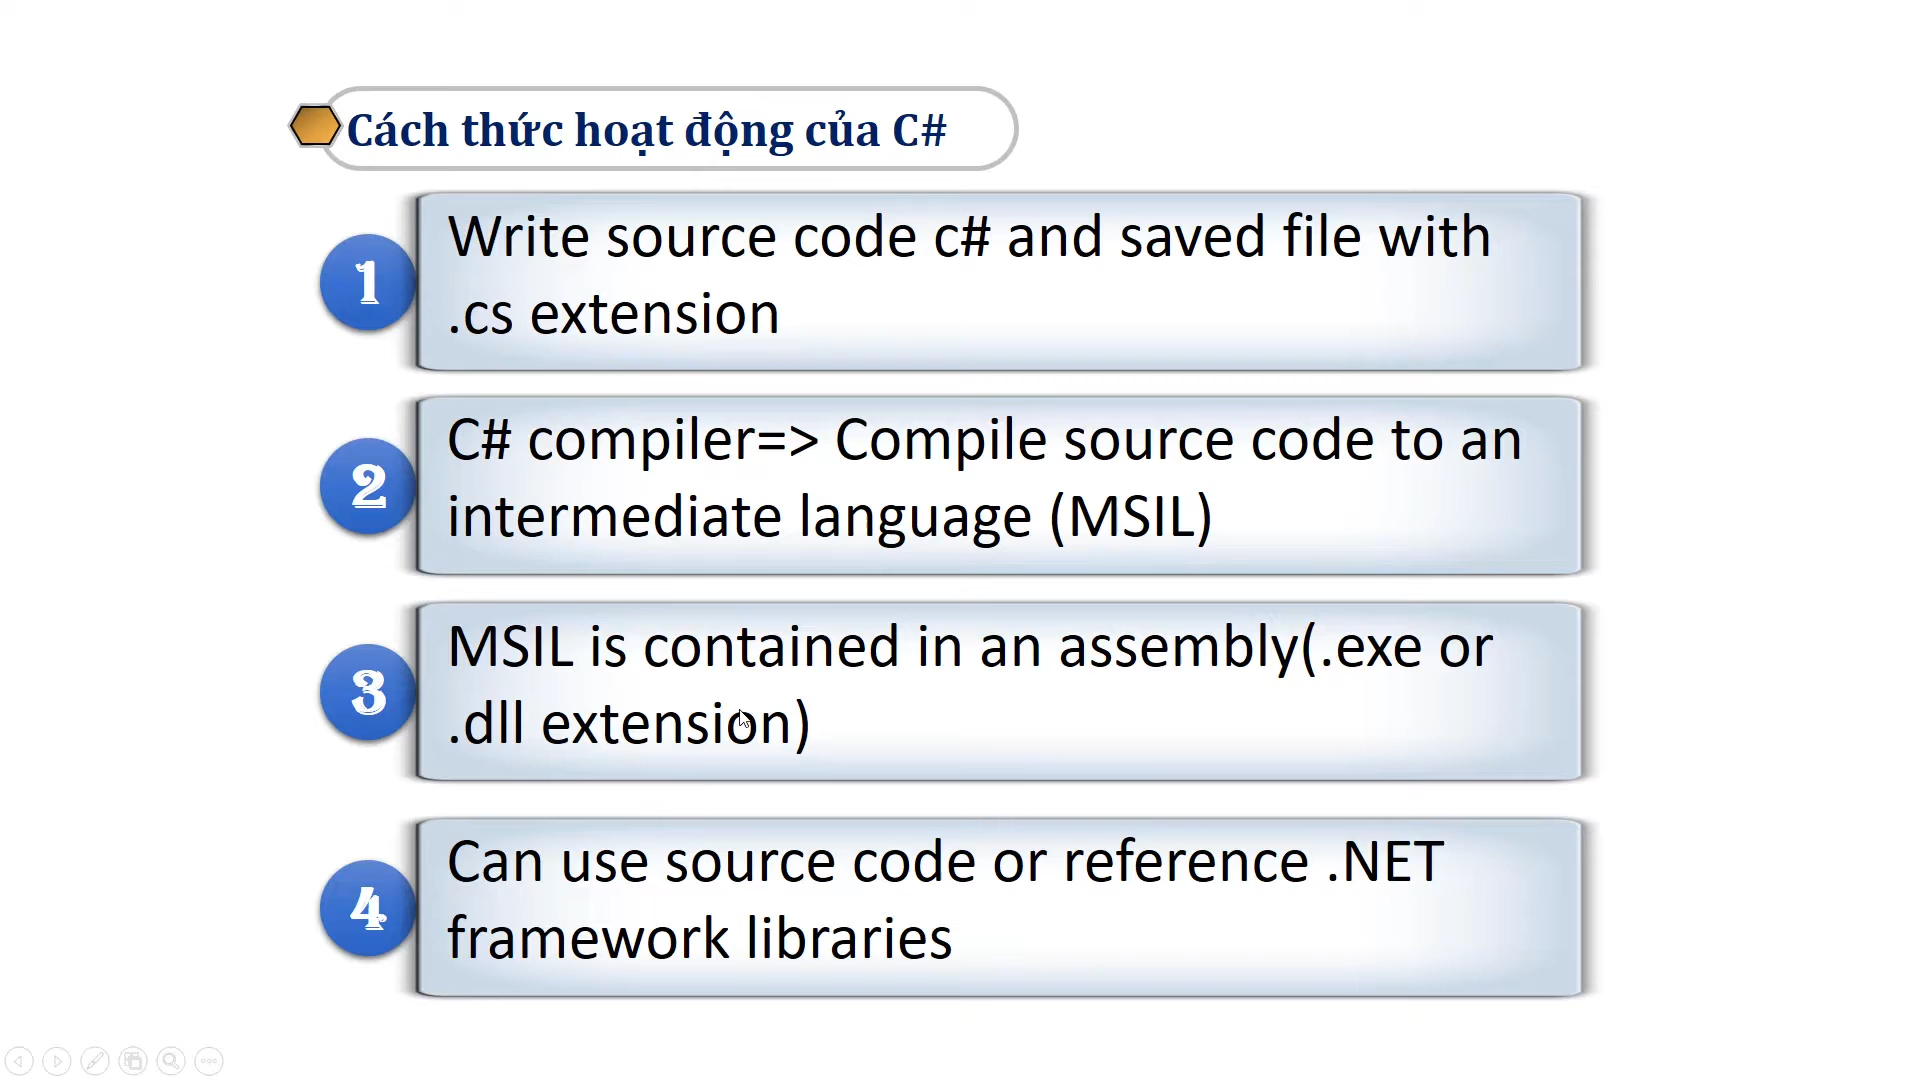 Cách thức hoạt động của C#
1
Write source code c# and saved file with
.cs extension
2
C# compiler=> Compile source code to an
intermediate language (MSIL)
3
MSIL is contained in an assembly(.exe or
.dll extension)
4
Can use source code or reference .NET
framework libraries